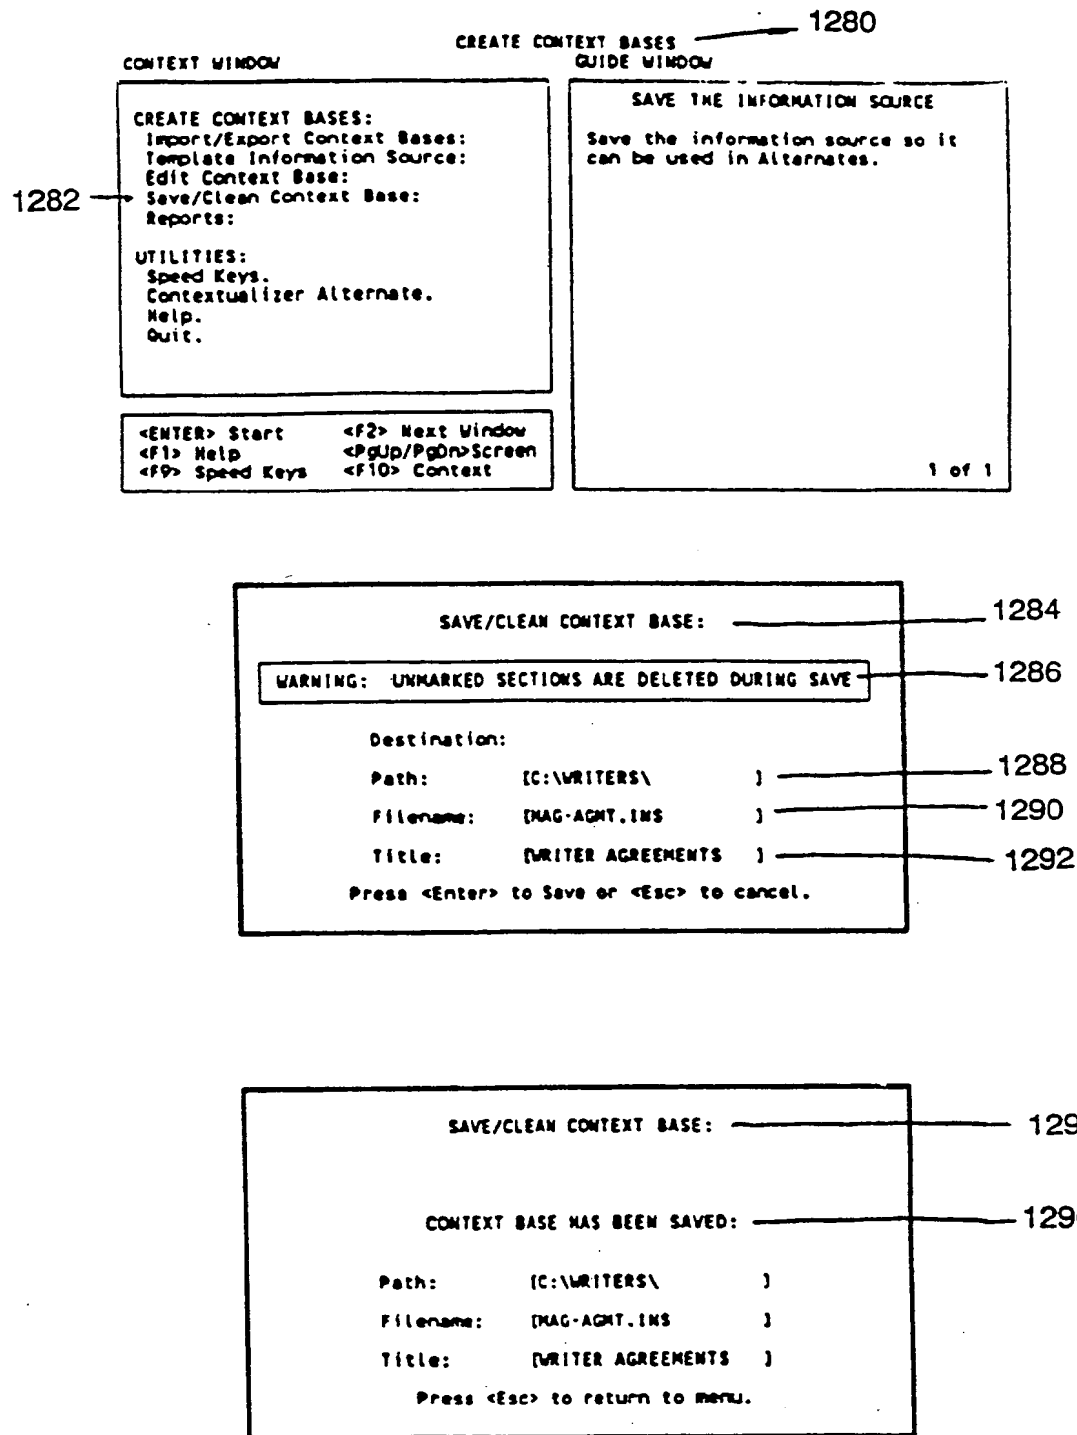 1280
CREATE CONTEXT BASES
CONTEXT WINDOW
GUIDE WINDOW
CREATE CONTEXT BASES:
Import/Export Context Bases:
Template Information Source:
Edit Context Base:
1282
Save/Clean Context Base:
Reports:
UTILITIES:
Speed Keys.
Contextualizer Alternate.
Help.
Quit.
<ENTER> Start <F2> Next Window
<F1> Help <PgUp/PgDn>Screen
<F9> Speed Keys <F10> Context
SAVE THE INFORMATION SOURCE
Save the information source so it
can be used in Alternates.
1 of 1
SAVE/CLEAN CONTEXT BASE:
1284
WARNING: UNMARKED SECTIONS ARE DELETED DURING SAVE
1286
Destination:
Path: [C:\WRITERS\ ]
1288
Filename: [MAG-AGMT.INS ]
1290
Title: [WRITER AGREEMENTS ]
1292
Press <Enter> to Save or <Esc> to cancel.
SAVE/CLEAN CONTEXT BASE:
129
CONTEXT BASE HAS BEEN SAVED:
129
Path: [C:\WRITERS\ ]
Filename: [MAG-AGMT.INS ]
Title: [WRITER AGREEMENTS ]
Press <Esc> to return to menu.